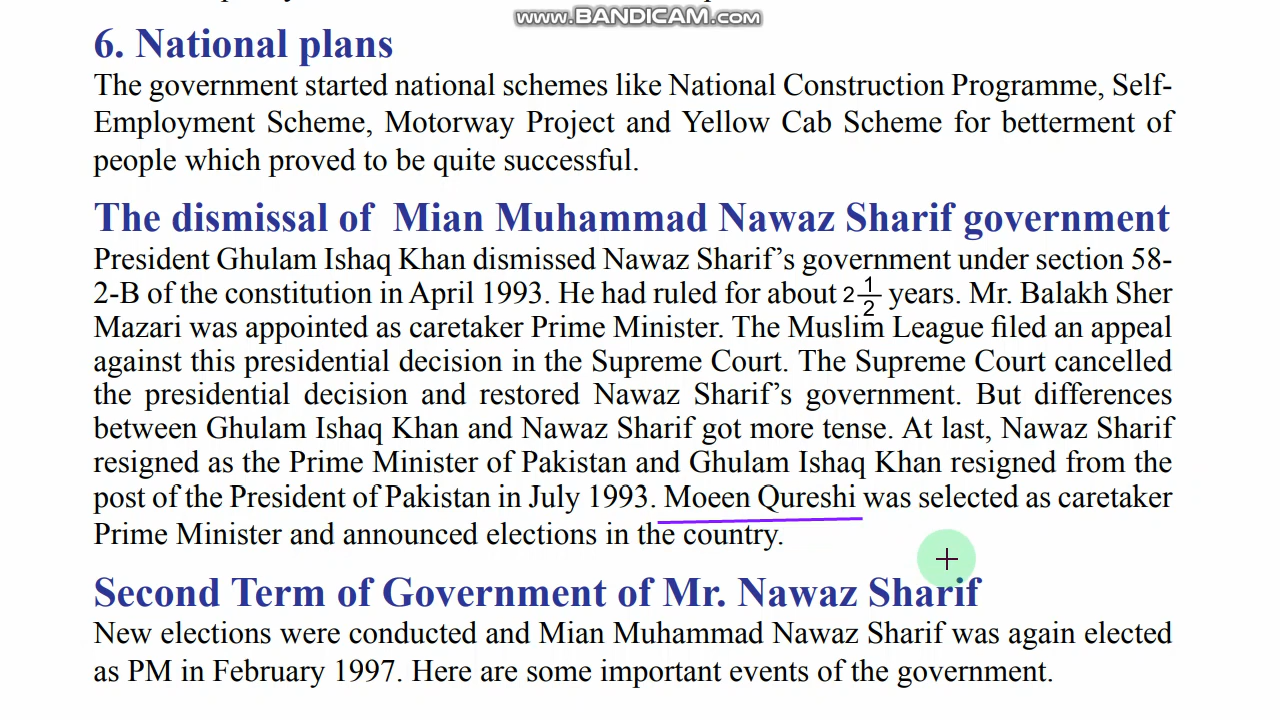 www.BANDICAM.com
6. National plans
The government started national schemes like National Construction Programme, Self-
Employment Scheme, Motorway Project and Yellow Cab Scheme for betterment of
people which proved to be quite successful.
The dismissal of Mian Muhammad Nawaz Sharif government
President Ghulam Ishaq Khan dismissed Nawaz Sharif’s government under section 58-
2-B of the constitution in April 1993. He had ruled for about 2 1/2 years. Mr. Balakh Sher
Mazari was appointed as caretaker Prime Minister. The Muslim League filed an appeal
against this presidential decision in the Supreme Court. The Supreme Court cancelled
the presidential decision and restored Nawaz Sharif’s government. But differences
between Ghulam Ishaq Khan and Nawaz Sharif got more tense. At last, Nawaz Sharif
resigned as the Prime Minister of Pakistan and Ghulam Ishaq Khan resigned from the
post of the President of Pakistan in July 1993. Moeen Qureshi was selected as caretaker
Prime Minister and announced elections in the country.
Second Term of Government of Mr. Nawaz Sharif
New elections were conducted and Mian Muhammad Nawaz Sharif was again elected
as PM in February 1997. Here are some important events of the government.